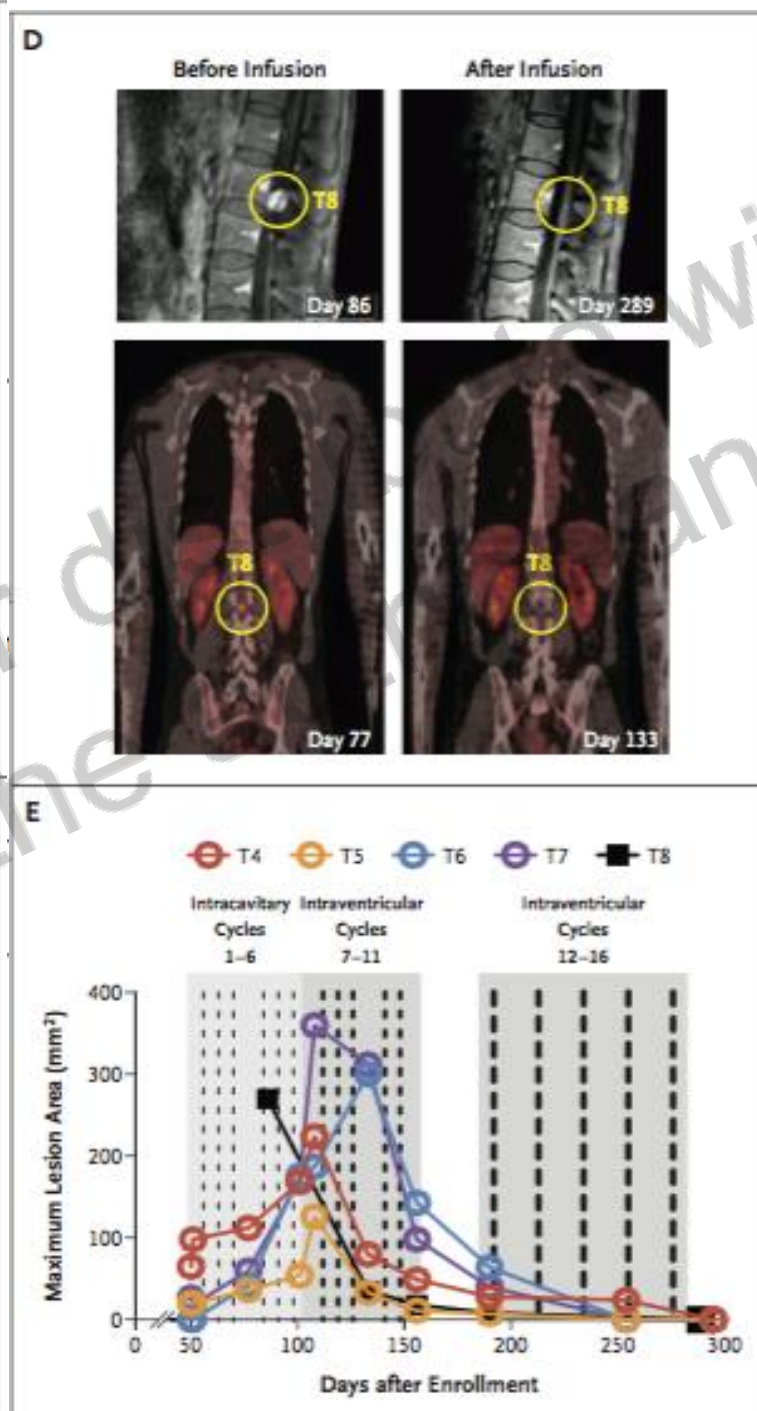 D
Before Infusion
After Infusion
T8
Day 86
T8
Day 289
T8
Day 77
T8
Day 133
E
T4 T5 T6 T7 T8
Intracavitary
Cycles
1–6
Intraventricular
Cycles
7–11
Intraventricular
Cycles
12–16
Maximum Lesion Area (mm²)
400
300
200
100
0
0 50 100 150 200 250 300
Days after Enrollment